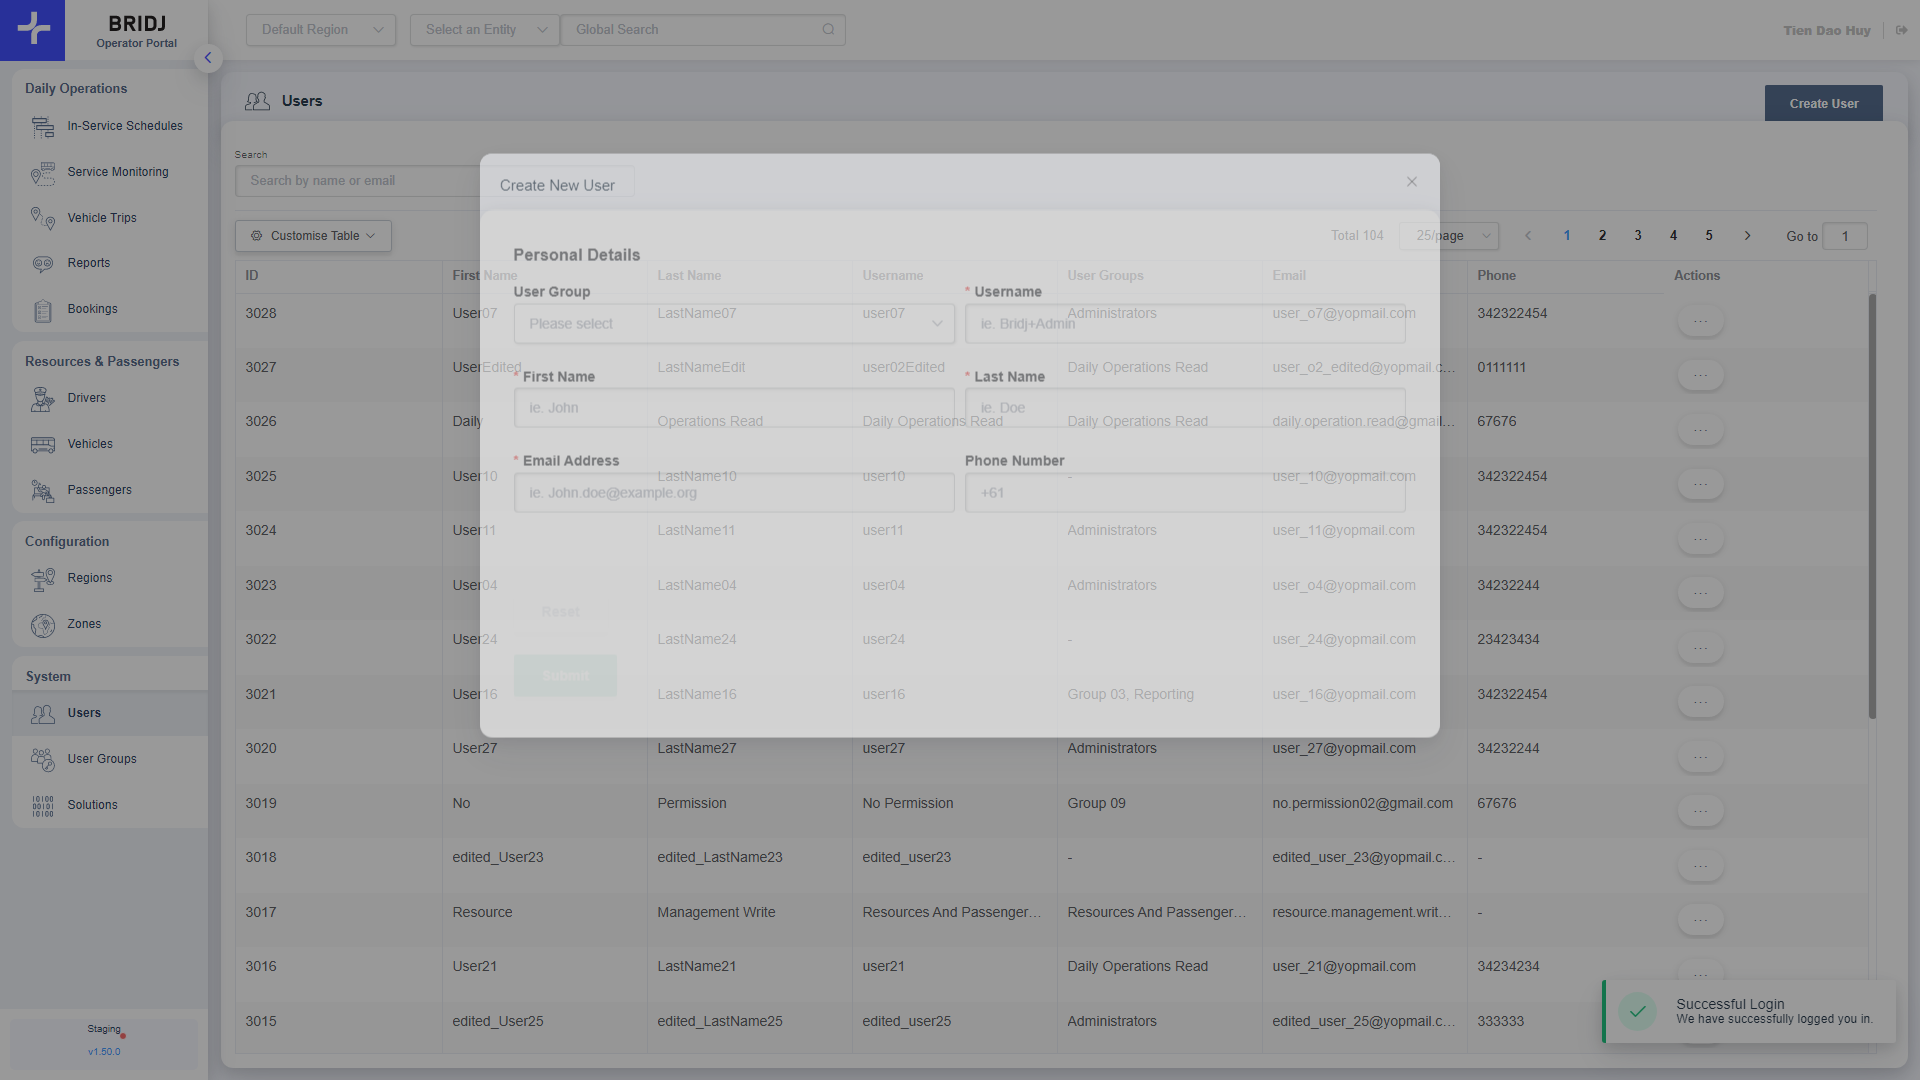 BRIDJ
Operator Portal
Default Region
Select an Entity
Global Search
Tien Dao Huy
Daily Operations
In-Service Schedules
Service Monitoring
Vehicle Trips
Reports
Bookings
Resources & Passengers
Drivers
Vehicles
Passengers
Configuration
Regions
Zones
System
Users
User Groups
Solutions
Staging
v1.50.0
Users
Create User
Search
Search by name or email
Customise Table
Total 104
25/page
1 2 3 4 5
Go to 1
ID First Name Last Name Username User Groups Email Phone Actions
3028 User07 LastName07 user07 Administrators user_o7@yopmail.com 342322454 ...
3027 UserEdited LastNameEdit user02Edited Daily Operations Read user_o2_edited@yopmail.c... 0111111 ...
3026 Daily Operations Read Daily Operations Read Daily Operations Read daily.operation.read@gmail... 67676 ...
3025 User10 LastName10 user10 - user_10@yopmail.com 342322454 ...
3024 User11 LastName11 user11 Administrators user_11@yopmail.com 342322454 ...
3023 User04 LastName04 user04 Administrators user_o4@yopmail.com 34232244 ...
3022 User24 LastName24 user24 - user_24@yopmail.com 23423434 ...
3021 User16 LastName16 user16 Group 03, Reporting user_16@yopmail.com 342322454 ...
3020 User27 LastName27 user27 Administrators user_27@yopmail.com 34232244 ...
3019 No Permission No Permission Group 09 no.permission02@gmail.com 67676 ...
3018 edited_User23 edited_LastName23 edited_user23 - edited_user_23@yopmail.c... - ...
3017 Resource Management Write Resources And Passenger... Resources And Passenger... resource.management.writ... - ...
3016 User21 LastName21 user21 Daily Operations Read user_21@yopmail.com 34234234 ...
3015 edited_User25 edited_LastName25 edited_user25 Administrators edited_user_25@yopmail.c... 333333
Create New User
Personal Details
User Group
Please select
* Username
ie. Bridj+Admin
* First Name
ie. John
* Last Name
ie. Doe
* Email Address
ie. John.doe@example.org
Phone Number
+61
Reset
Submit
Successful Login
We have successfully logged you in.